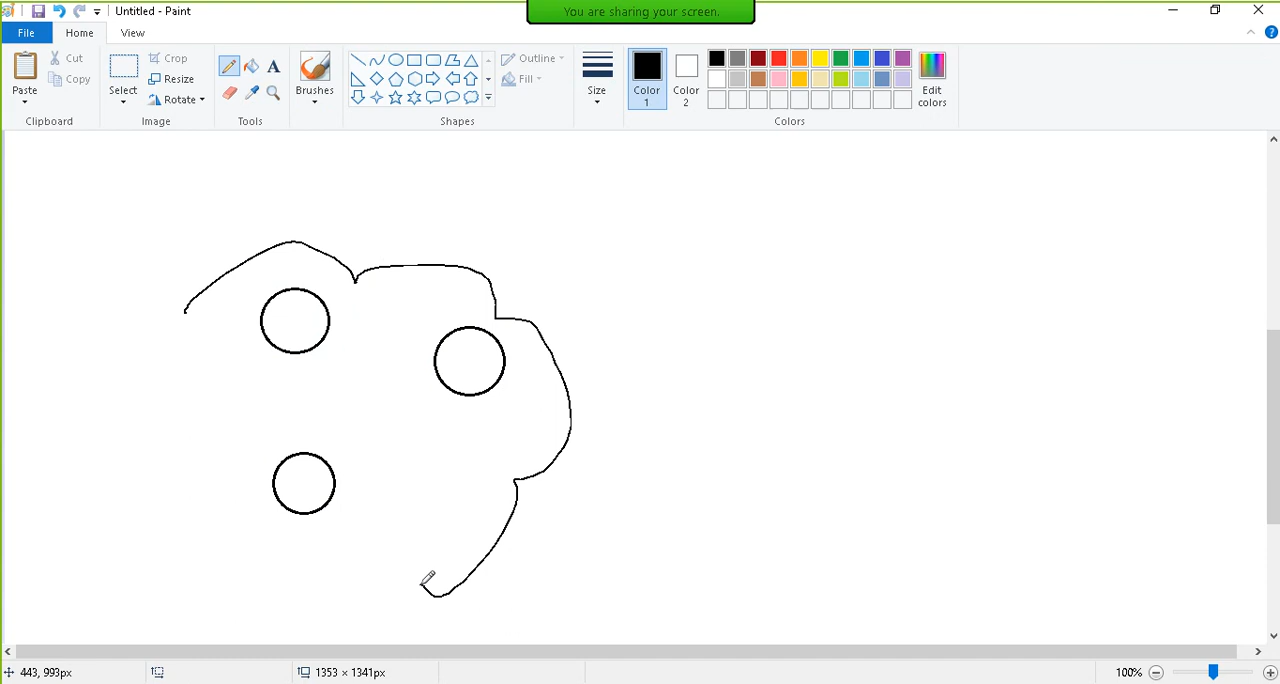 You are sharing your screen.
Untitled - Paint
File Home View
Paste
Cut
Copy
Clipboard
Select
Crop
Resize
Rotate
Image
Tools
Brushes
Outline
Fill
Shapes
Size
Color 1
Color 2
Edit colors
Colors
443, 993px
1353 × 1341px
100%